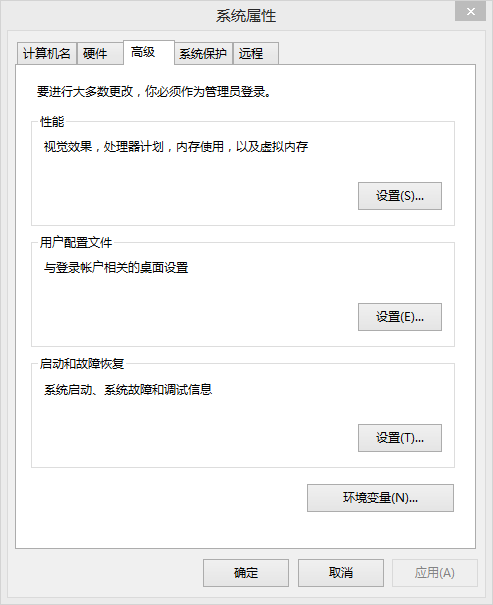 系统属性
计算机名 硬件 高级 系统保护 远程
要进行大多数更改，你必须作为管理员登录。
性能
视觉效果，处理器计划，内存使用，以及虚拟内存
设置(S)...
用户配置文件
与登录帐户相关的桌面设置
设置(E)...
启动和故障恢复
系统启动、系统故障和调试信息
设置(T)...
环境变量(N)...
确定 取消 应用(A)